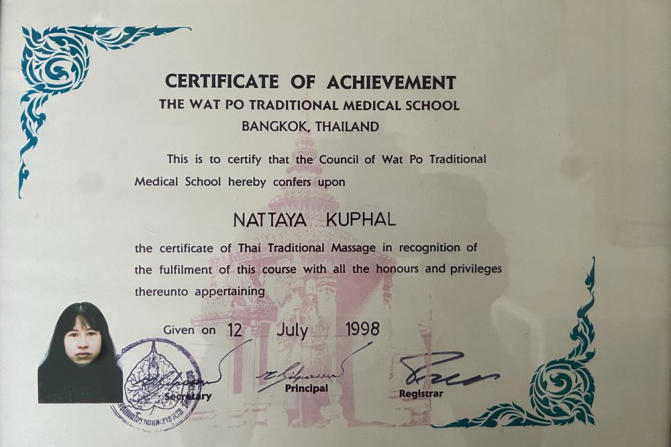 CERTIFICATE OF ACHIEVEMENT
THE WAT PO TRADITIONAL MEDICAL SCHOOL
BANGKOK, THAILAND
This is to certify that the Council of Wat Po Traditional
Medical School hereby confers upon
NATTAYA KUPHAL
the certificate of Thai Traditional Massage in recognition of
the fulfilment of this course with all the honours and privileges
thereunto appertaining
Given on 12 July 1998
Secretary Principal Registrar